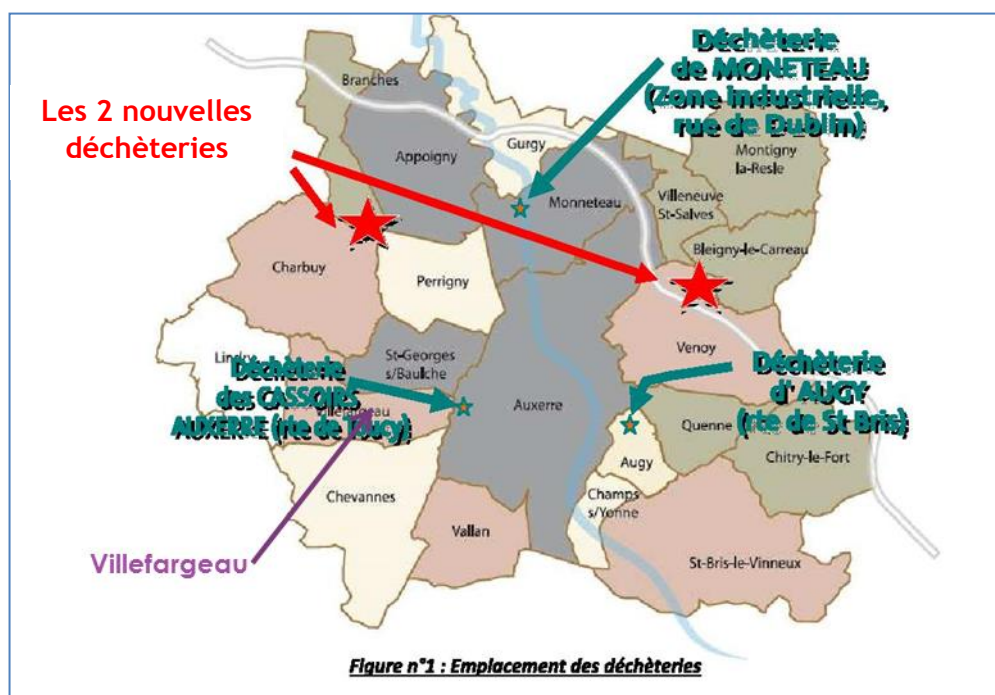 Déchèterie
de MONETEAU
(Zone industrielle,
rue de Dublin)
Les 2 nouvelles
déchèteries
Branches
Appoigny
Gurgy
Monneteau
Montigny
la-Resle
Villeneuve
St-Salves
Bleigny-le-Carreau
Charbuy
Perrigny
Venoy
St-Georges
s/Baulche
Déchèterie
des CASSOIRS
AUXERRE (rte de Toucy)
Auxerre
Déchèterie
d' AUGY
(rte de St Bris)
Quenne
Chitry-le-Fort
Augy
Champs
s/Yonne
Chevannes
Vallan
St-Bris-le-Vinneux
Villefargeau
Figure n°1 : Emplacement des déchèteries